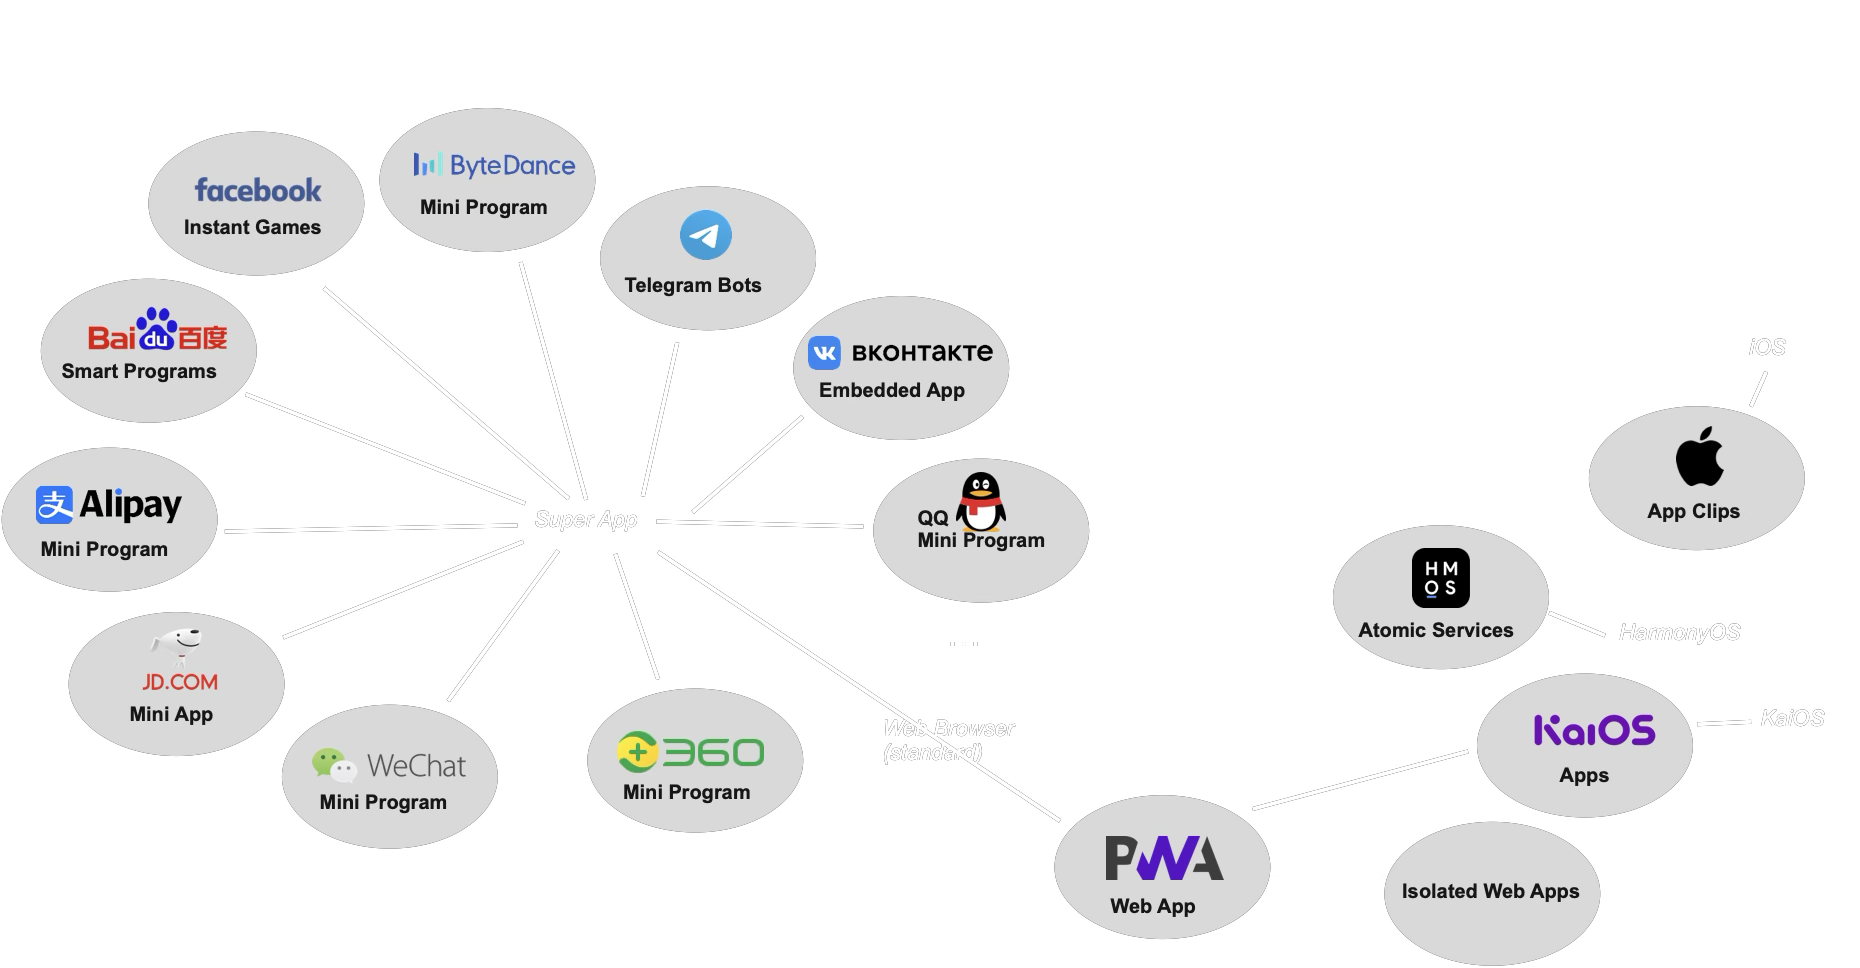 facebook
Instant Games
ByteDance
Mini Program
Telegram Bots
Bai du 百度
Smart Programs
VK ВКОНТАКТЕ
Embedded App
iOS
App Clips
支 Alipay
Mini Program
Super App
QQ
Mini Program
HM
OS
Atomic Services
HarmonyOS
JD.COM
Mini App
...
WeChat
Mini Program
360
Mini Program
Web Browser
(standard)
KaiOS
Apps
KaiOS
PWA
Web App
Isolated Web Apps